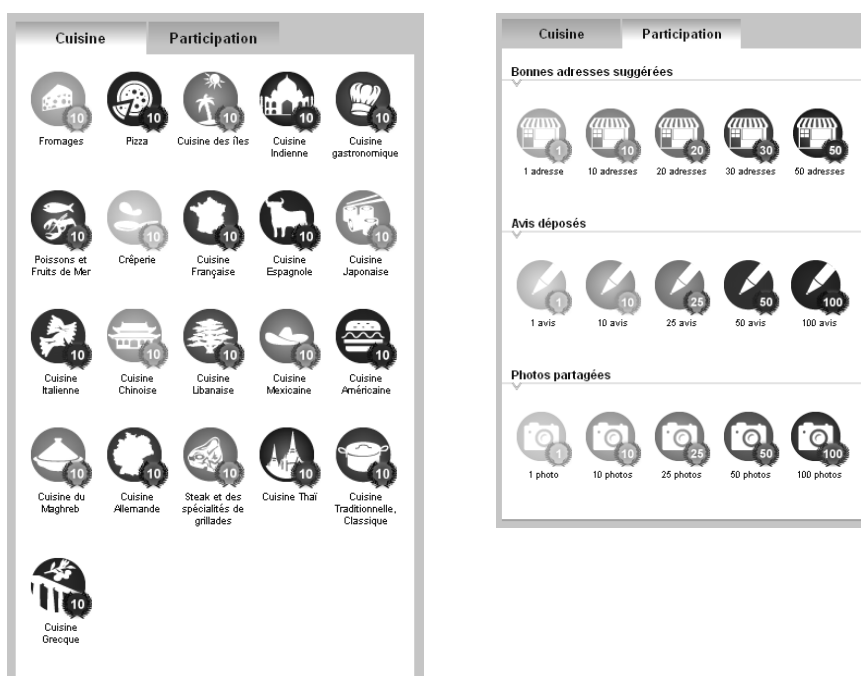 Cuisine Participation
10 10 10 10 10
Fromages Pizza Cuisine des îles Cuisine Indienne Cuisine gastronomique
10 10 10 10 10
Poissons et Fruits de Mer Crêperie Cuisine Française Cuisine Espagnole Cuisine Japonaise
10 10 10 10 10
Cuisine Italienne Cuisine Chinoise Cuisine Libanaise Cuisine Mexicaine Cuisine Américaine
10 10 10 10 10
Cuisine du Maghreb Cuisine Allemande Steak et des spécialités de grillades Cuisine Thaï Cuisine Traditionnelle, Classique
10
Cuisine Grecque
Cuisine Participation
Bonnes adresses suggérées
1 10 20 30 50
1 adresse 10 adresses 20 adresses 30 adresses 50 adresses
Avis déposés
1 10 25 50 100
1 avis 10 avis 25 avis 50 avis 100 avis
Photos partagées
1 10 25 50 100
1 photo 10 photos 25 photos 50 photos 100 photos